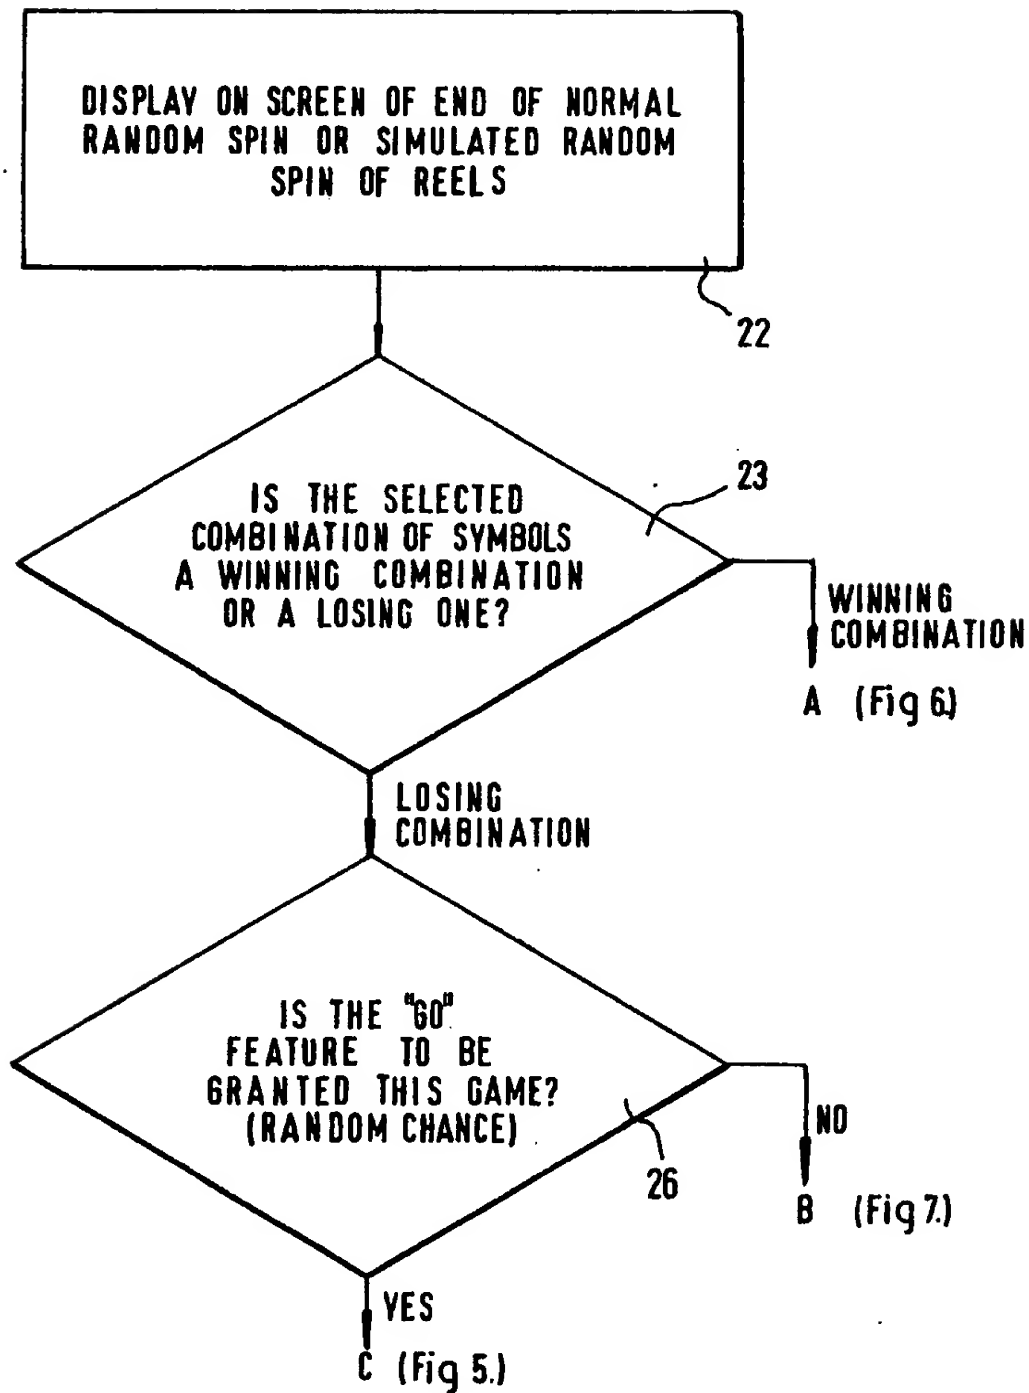 DISPLAY ON SCREEN OF END OF NORMAL
RANDOM SPIN OR SIMULATED RANDOM
SPIN OF REELS
22
23
IS THE SELECTED
COMBINATION OF SYMBOLS
A WINNING COMBINATION
OR A LOSING ONE?
WINNING
COMBINATION
A (Fig 6.)
LOSING
COMBINATION
IS THE "GO"
FEATURE TO BE
GRANTED THIS GAME?
(RANDOM CHANCE)
26
NO
B (Fig 7.)
YES
C (Fig 5.)